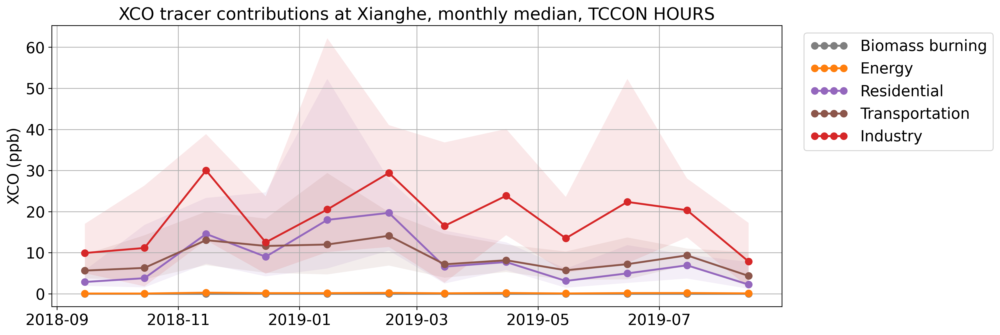 XCO tracer contributions at Xianghe, monthly median, TCCON HOURS
XCO (ppb)
60
50
40
30
20
10
0
2018-09
2018-11
2019-01
2019-03
2019-05
2019-07
Biomass burning
Energy
Residential
Transportation
Industry